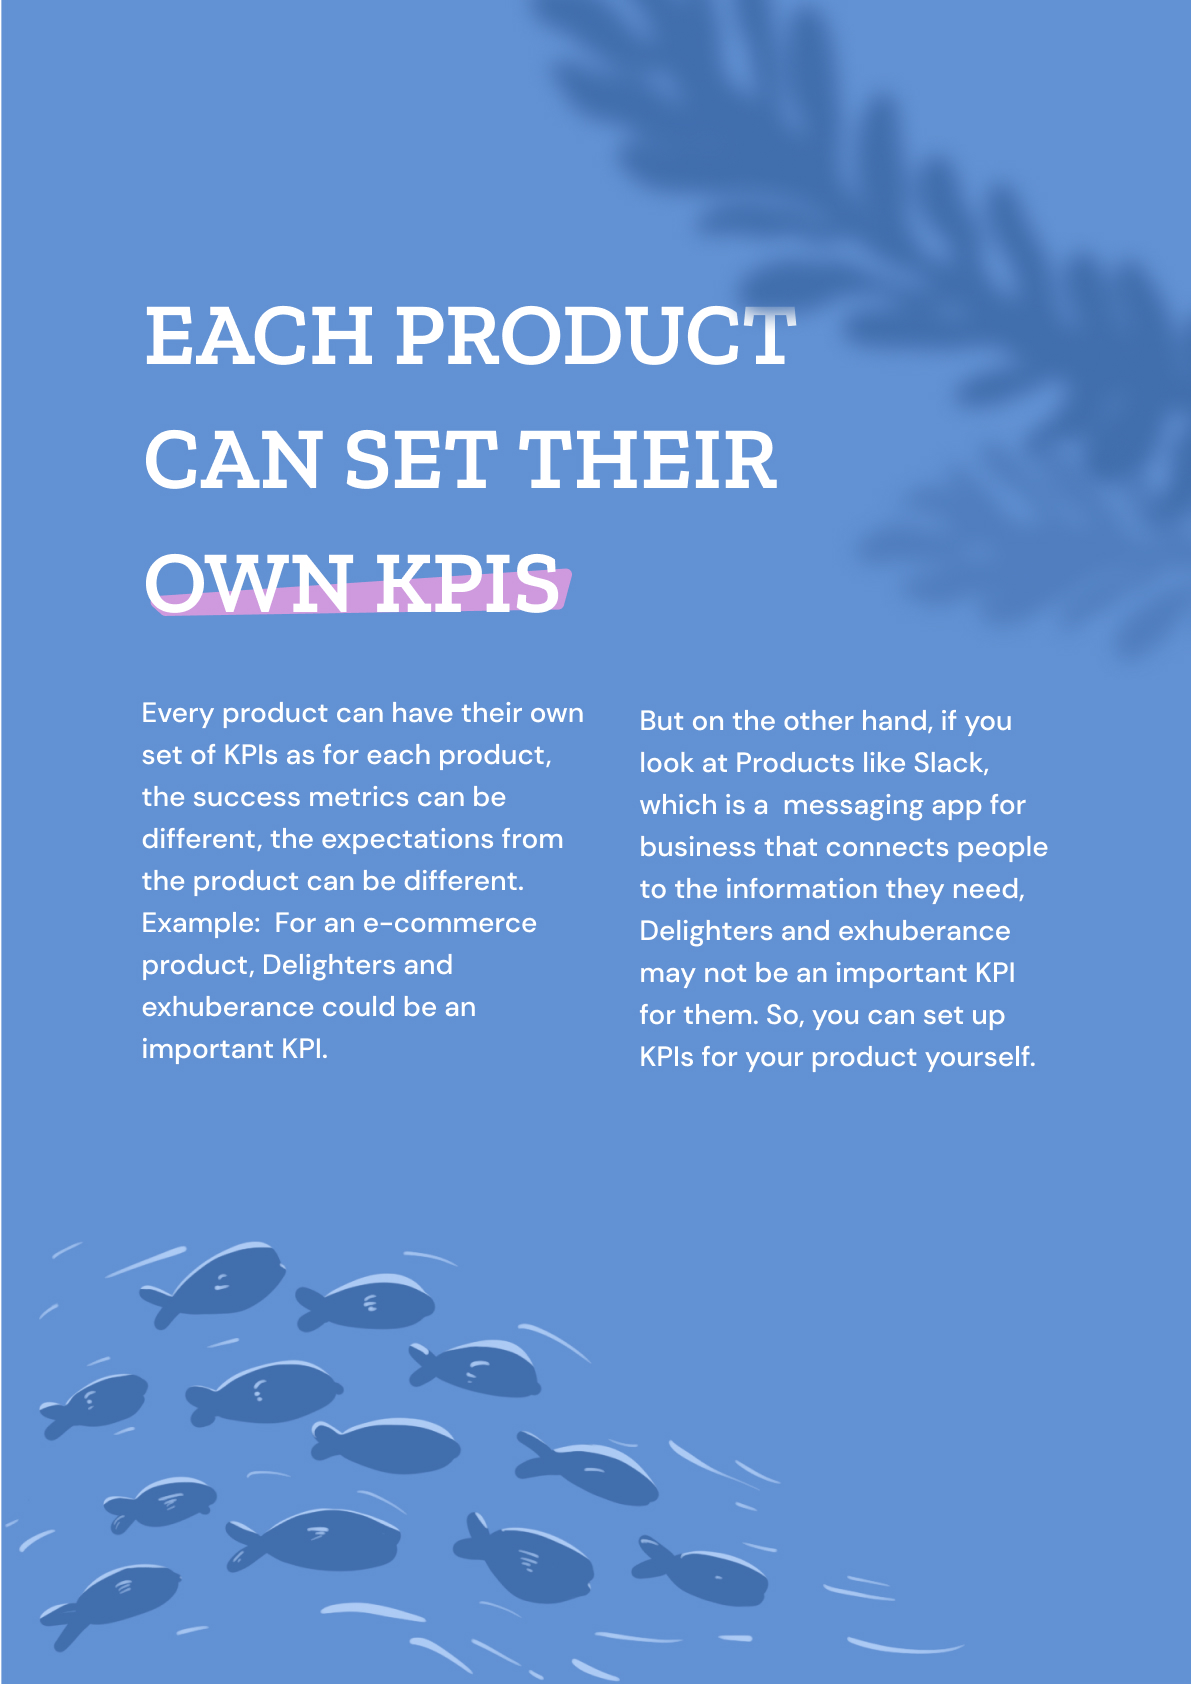 EACH PRODUCT
CAN SET THEIR
OWN KPIS
Every product can have their own
set of KPIs as for each product,
the success metrics can be
different, the expectations from
the product can be different.
Example:  For an e-commerce
product, Delighters and
exhuberance could be an
important KPI.
But on the other hand, if you
look at Products like Slack,
which is a  messaging app for
business that connects people
to the information they need,
Delighters and exhuberance
may not be an important KPI
for them. So, you can set up
KPIs for your product yourself.